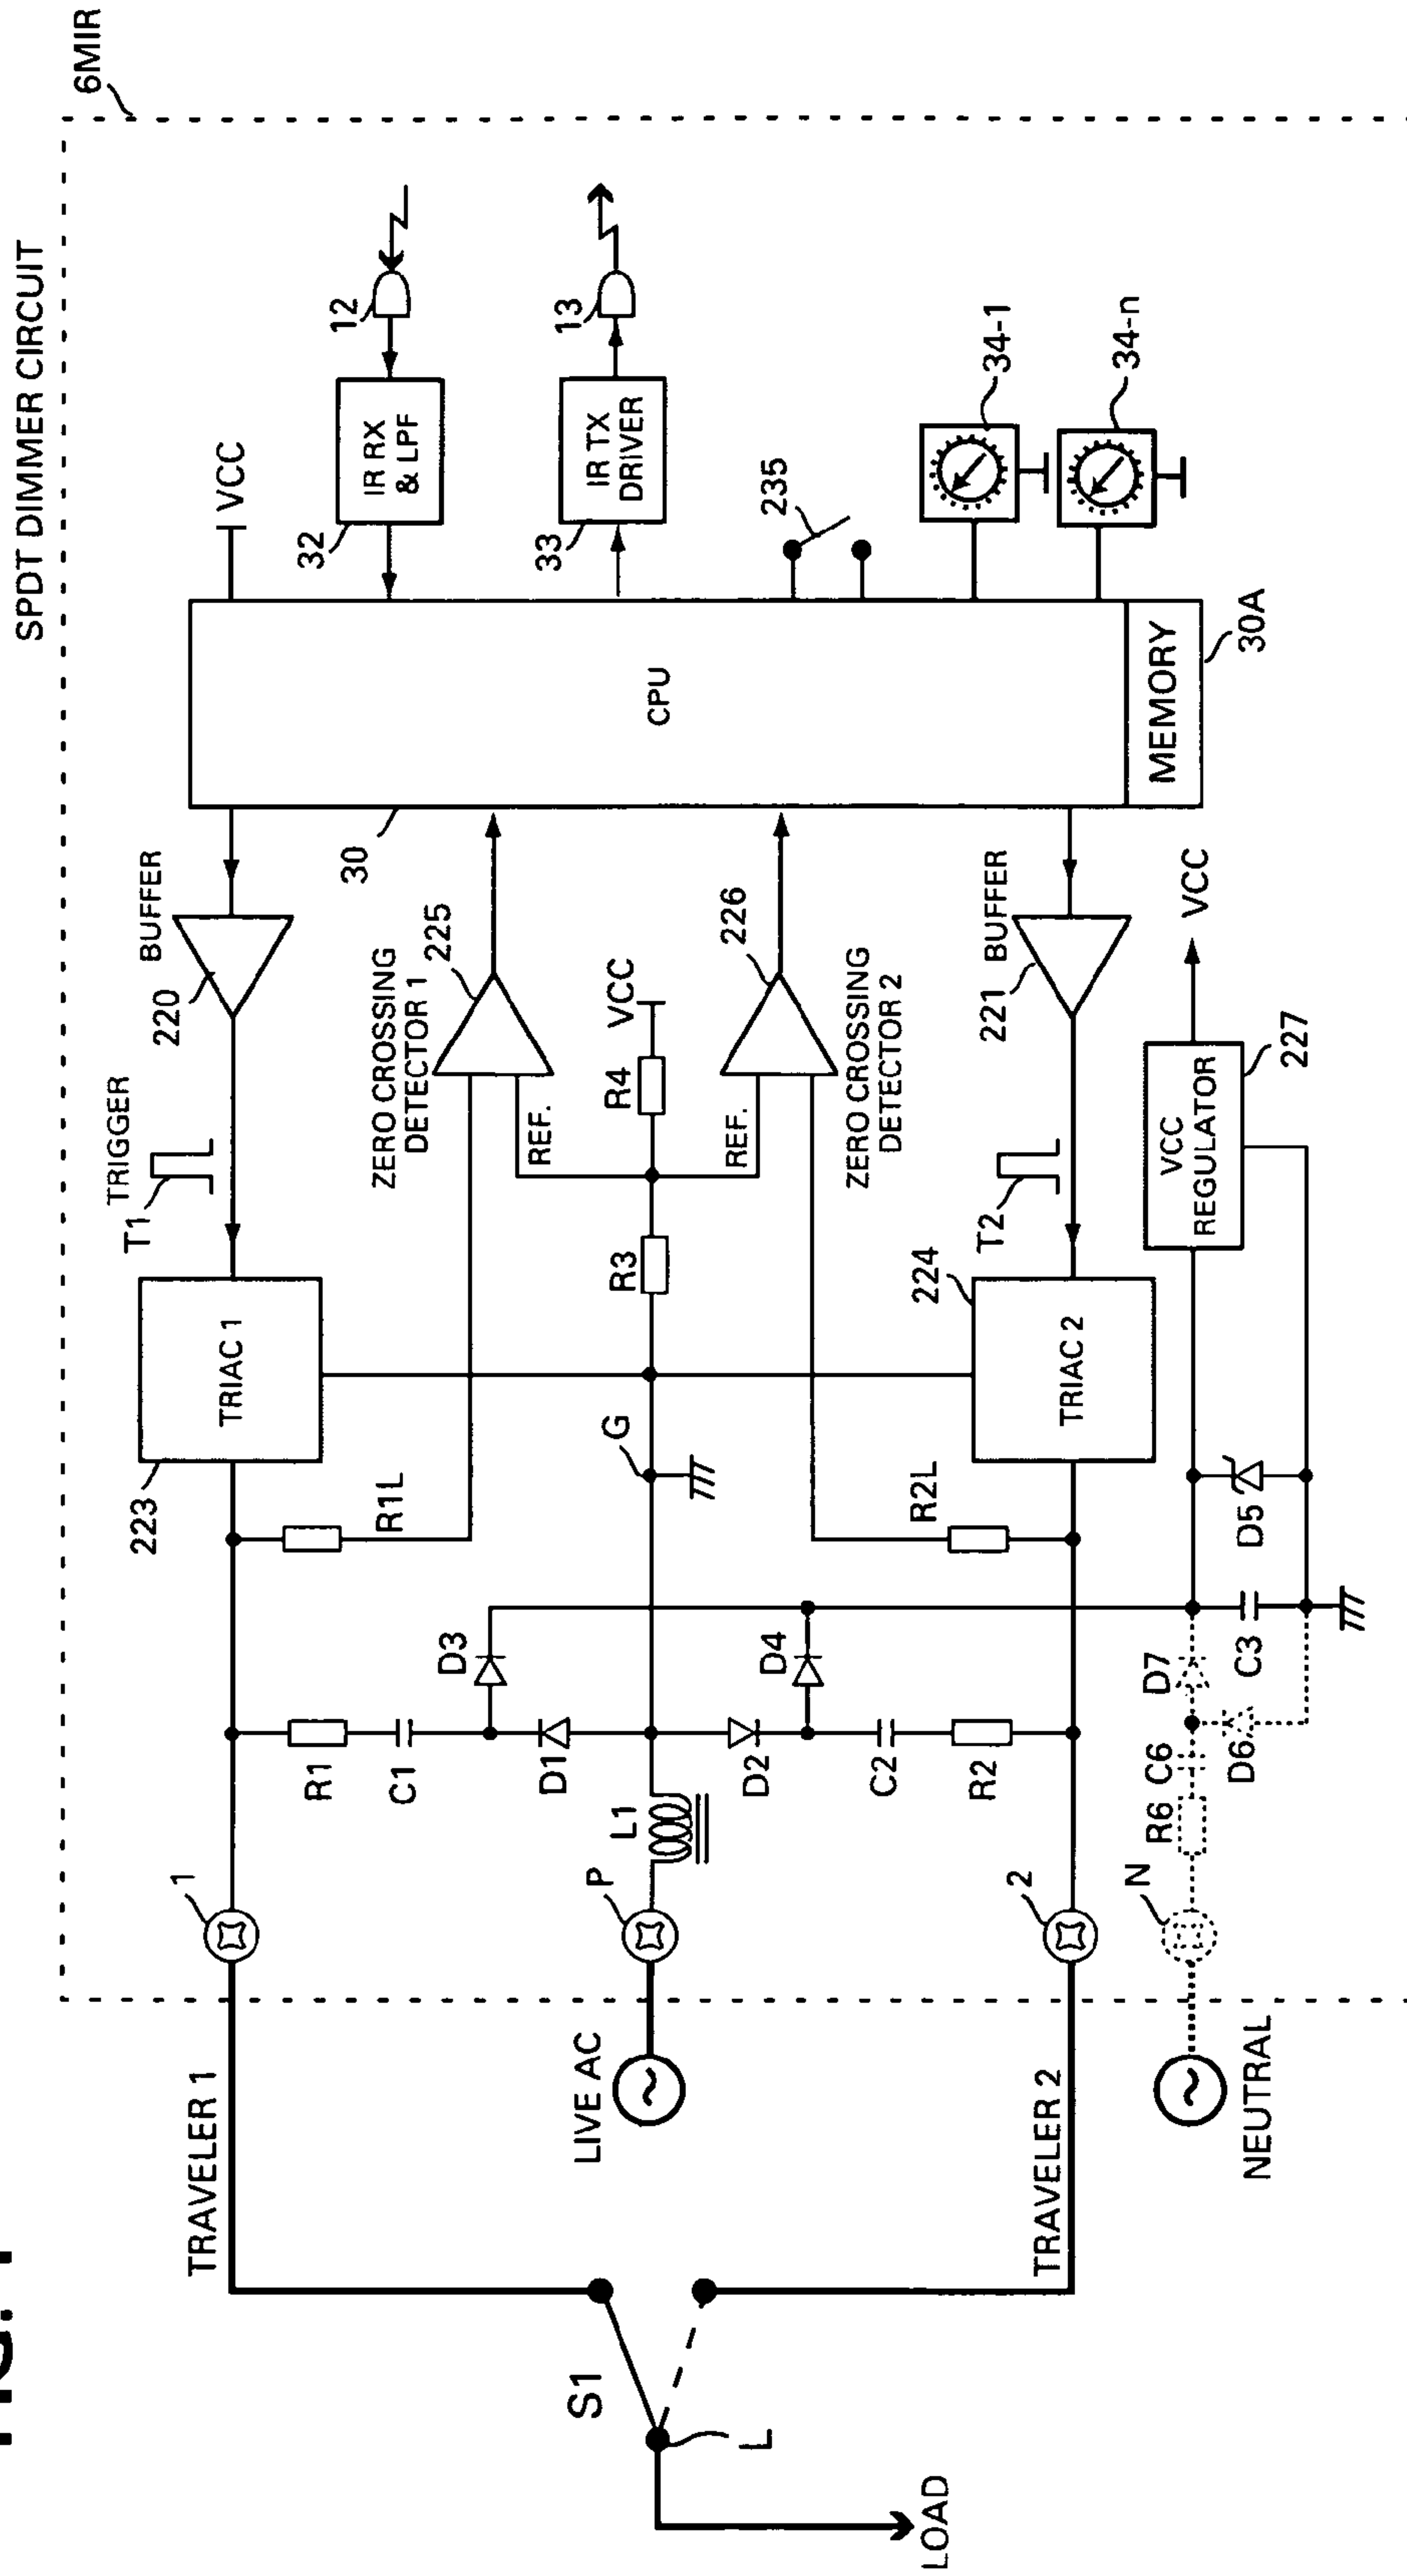 SPDT DIMMER CIRCUIT
6MIR
TRAVELER 1
1
R1
C1
D1
D3
R1L
223
TRIAC 1
T1
TRIGGER
220
BUFFER
VCC
30
CPU
32
IR RX
& LPF
12
33
IR TX
DRIVER
13
ZERO CROSSING
DETECTOR 1
225
REF.
LIVE AC
P
L1
G
R3
R4
VCC
S1
L
LOAD
D2
D4
C2
R2
R2L
REF.
226
ZERO CROSSING
DETECTOR 2
235
34-1
34-n
TRAVELER 2
2
224
TRIAC 2
T2
221
BUFFER
MEMORY
30A
NEUTRAL
N
R6
C6
D7
D6
C3
D5
VCC
REGULATOR
227
VCC